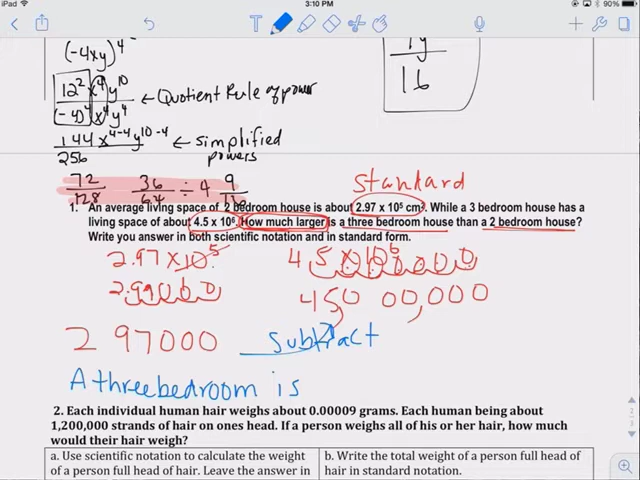 iPad
3:10 PM
90%
T
(-4xy)⁴
12² x⁴ y¹⁰
(-4)⁴ x⁴ y⁴
← Quotient Rule of power
16
144 x⁴⁻⁴ y¹⁰⁻⁴
256
← simplified powers
72/128 36/64 ÷ 4 9/16
standard
1. An average living space of 2 bedroom house is about 2.97 x 10⁵ cm². While a 3 bedroom house has a
living space of about 4.5 x 10⁶. How much larger is a three bedroom house than a 2 bedroom house?
Write you answer in both scientific notation and in standard form.
2.97 x 10⁵
4.5 x 10⁶
297000
subtract
A three bedroom is
2. Each individual human hair weighs about 0.00009 grams. Each human being about
1,200,000 strands of hair on ones head. If a person weighs all of his or her hair, how much
would their hair weigh?
a. Use scientific notation to calculate the weight
of a person full head of hair. Leave the answer in
b. Write the total weight of a person full head of
hair in standard notation.